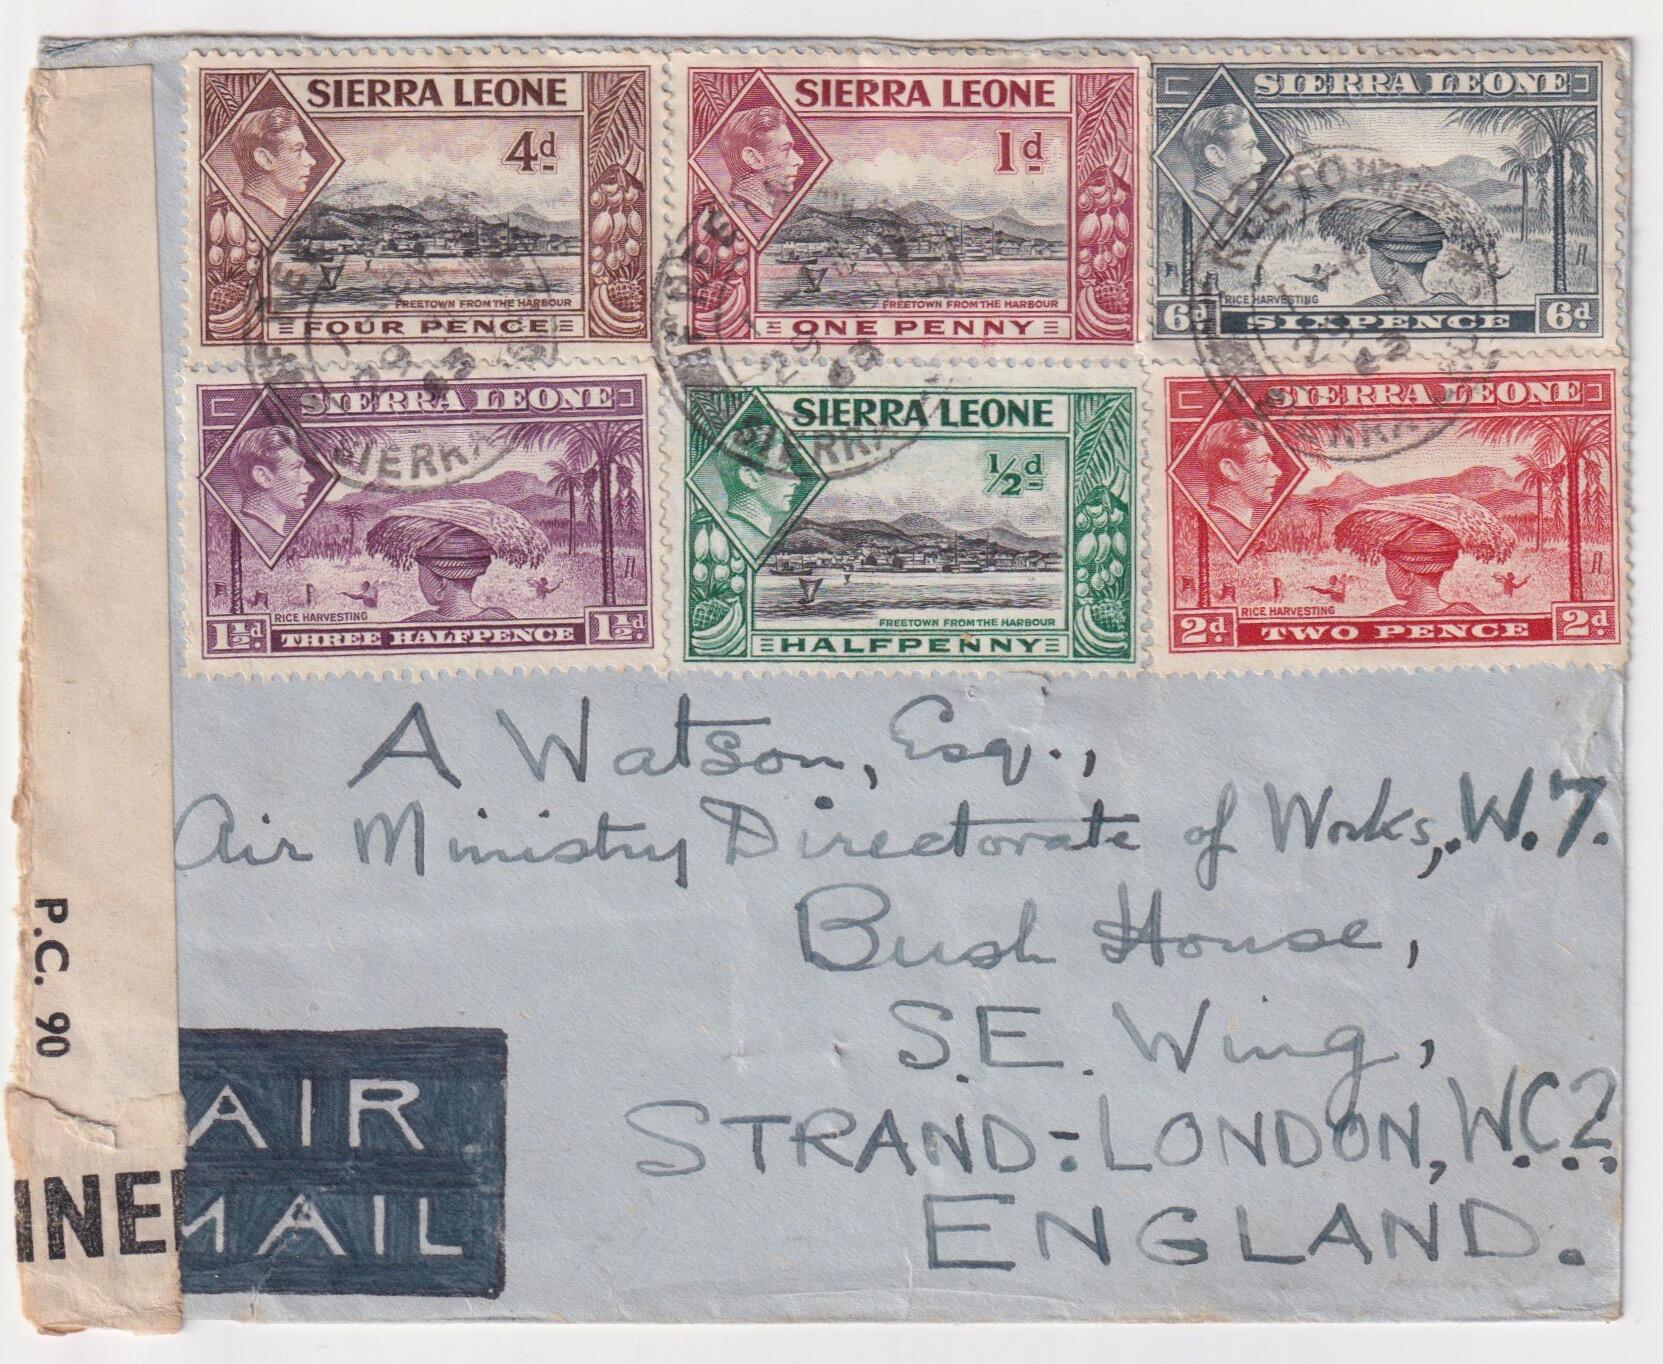 SIERRA LEONE
4d
FREETOWN FROM THE HARBOUR
FOUR PENCE
SIERRA LEONE
1d
FREETOWN FROM THE HARBOUR
ONE PENNY
SIERRA LEONE
RICE HARVESTING
6d SIXPENCE 6d.
SIERRA LEONE
RICE HARVESTING
1½d. THREE HALFPENCE 1½d.
SIERRA LEONE
½d
FREETOWN FROM THE HARBOUR
HALFPENNY
SIERRA LEONE
RICE HARVESTING
2d. TWO PENCE 2d.
FREETOWN
SIERRA
A Watson, Esq.,
Air Ministry Directorate of Works, W.7.
Bush House,
S.E. Wing,
STRAND:-LONDON, W.C.2.
ENGLAND.
P.C. 90
INE
AIR
MAIL